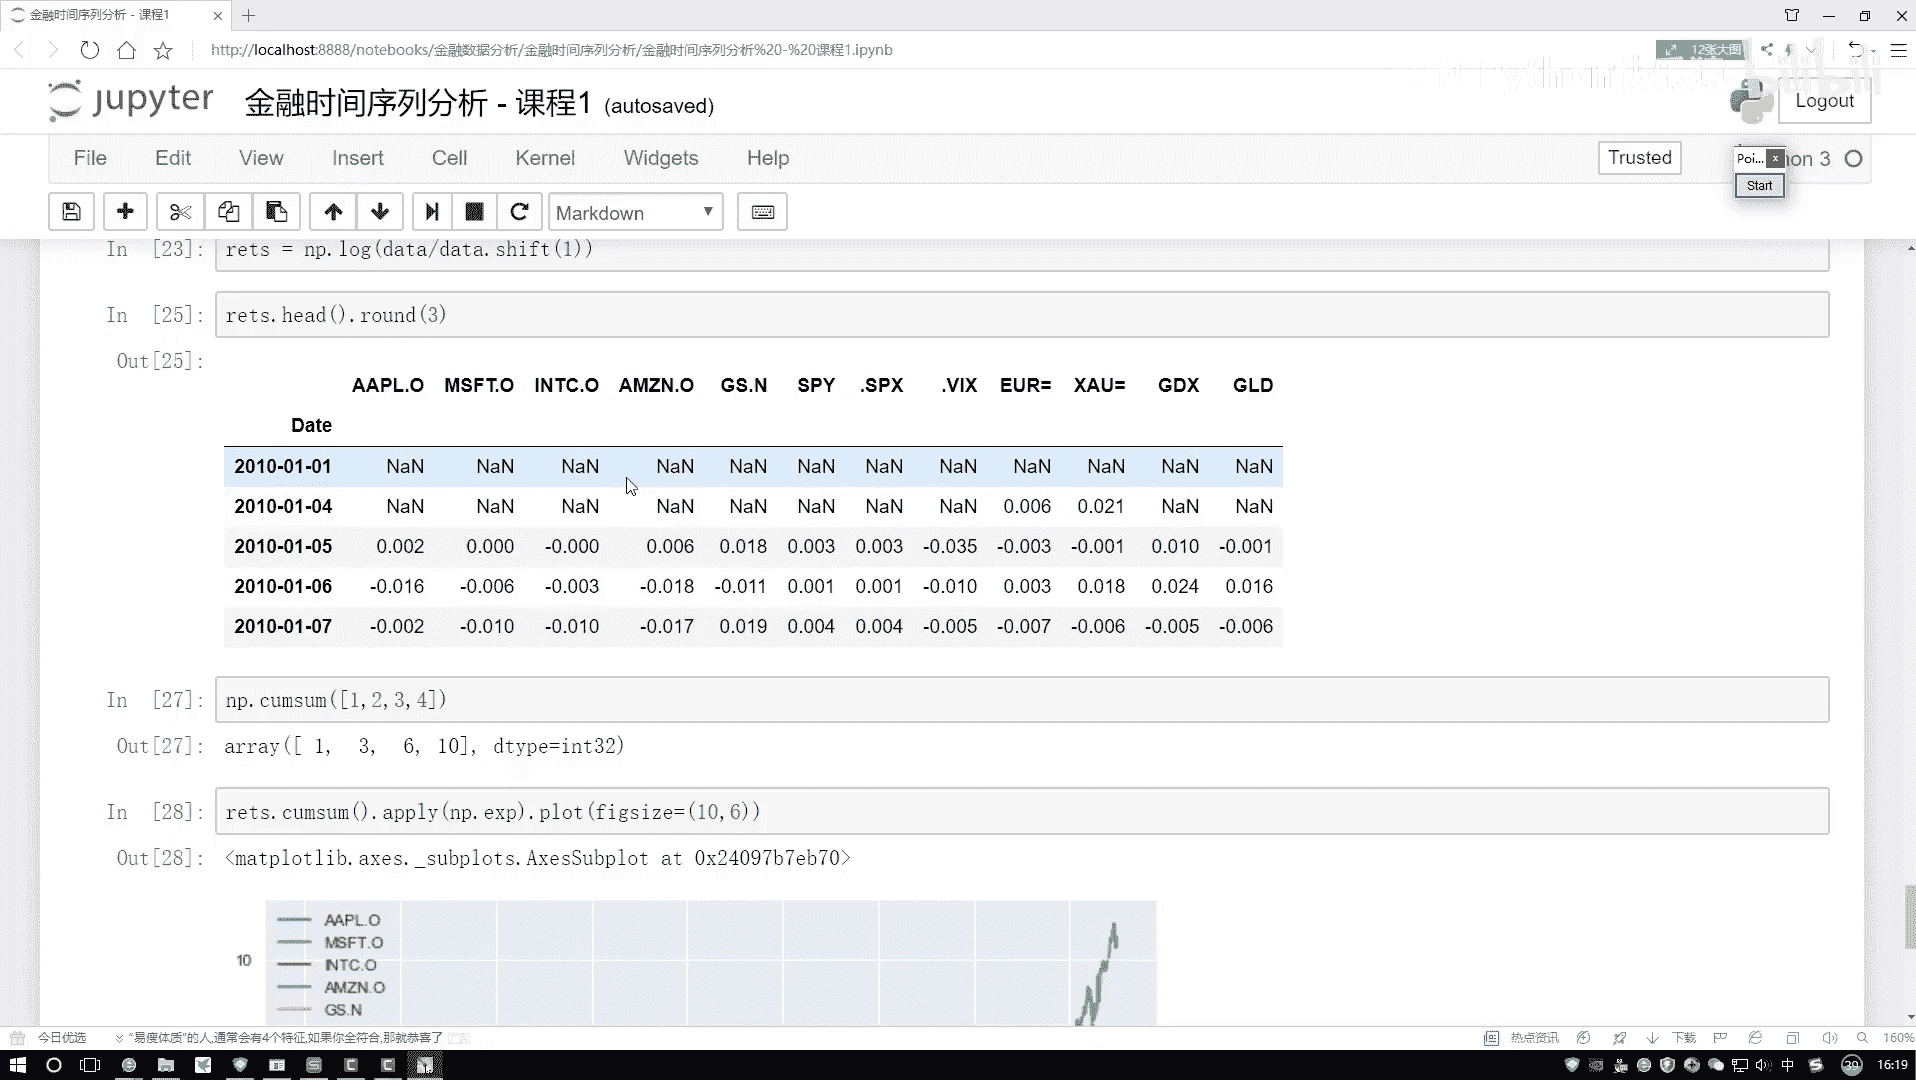 金融时间序列分析 - 课程1
http://localhost:8888/notebooks/金融数据分析/金融时间序列分析/金融时间序列分析%20-%20课程1.ipynb
12张大图
bilibili
jupyter 金融时间序列分析 - 课程1 (autosaved)
Logout
File Edit View Insert Cell Kernel Widgets Help
Trusted
Poi...
Start
Markdown
In [23]: rets = np.log(data/data.shift(1))
In [25]: rets.head().round(3)
Out[25]:
AAPL.O MSFT.O INTC.O AMZN.O GS.N SPY .SPX .VIX EUR= XAU= GDX GLD
Date
2010-01-01 NaN NaN NaN NaN NaN NaN NaN NaN NaN NaN NaN NaN
2010-01-04 NaN NaN NaN NaN NaN NaN NaN NaN 0.006 0.021 NaN NaN
2010-01-05 0.002 0.000 -0.000 0.006 0.018 0.003 0.003 -0.035 -0.003 -0.001 0.010 -0.001
2010-01-06 -0.016 -0.006 -0.003 -0.018 -0.011 0.001 0.001 -0.010 0.003 0.018 0.024 0.016
2010-01-07 -0.002 -0.010 -0.010 -0.017 0.019 0.004 0.004 -0.005 -0.007 -0.006 -0.005 -0.006
In [27]: np.cumsum([1,2,3,4])
Out[27]: array([ 1, 3, 6, 10], dtype=int32)
In [28]: rets.cumsum().apply(np.exp).plot(figsize=(10,6))
Out[28]: <matplotlib.axes._subplots.AxesSubplot at 0x24097b7eb70>
AAPL.O
MSFT.O
10
INTC.O
AMZN.O
GS.N
今日优选 “易瘦体质”的人,通常会有4个特征,如果你全符合,那就恭喜了
热点资讯 下载 160%
中 39 16:19